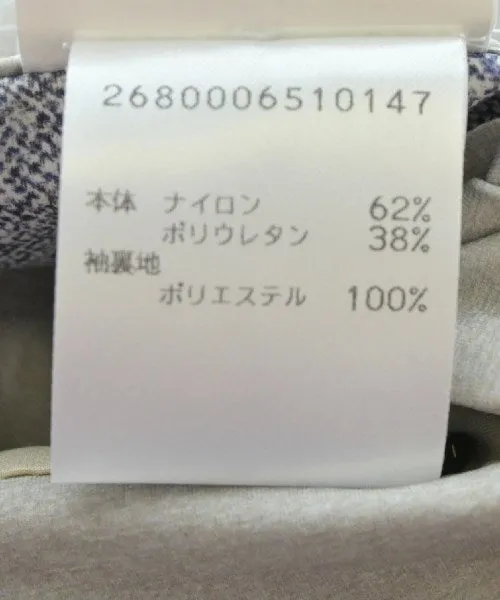 2680006510147
本体 ナイロン 62%
ポリウレタン 38%
袖裏地
ポリエステル 100%